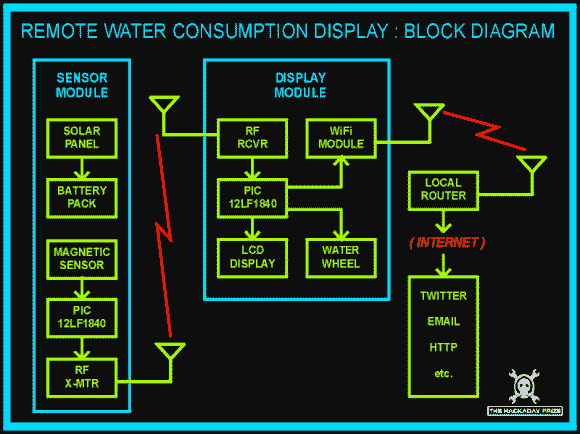 REMOTE WATER CONSUMPTION DISPLAY : BLOCK DIAGRAM
SENSOR
MODULE
SOLAR
PANEL
BATTERY
PACK
MAGNETIC
SENSOR
PIC
12LF1840
RF
X-MTR
DISPLAY
MODULE
RF
RCVR
WiFi
MODULE
PIC
12LF1840
LCD
DISPLAY
WATER
WHEEL
LOCAL
ROUTER
( INTERNET )
TWITTER
EMAIL
HTTP
etc.
THE HACKADAY PRIZE